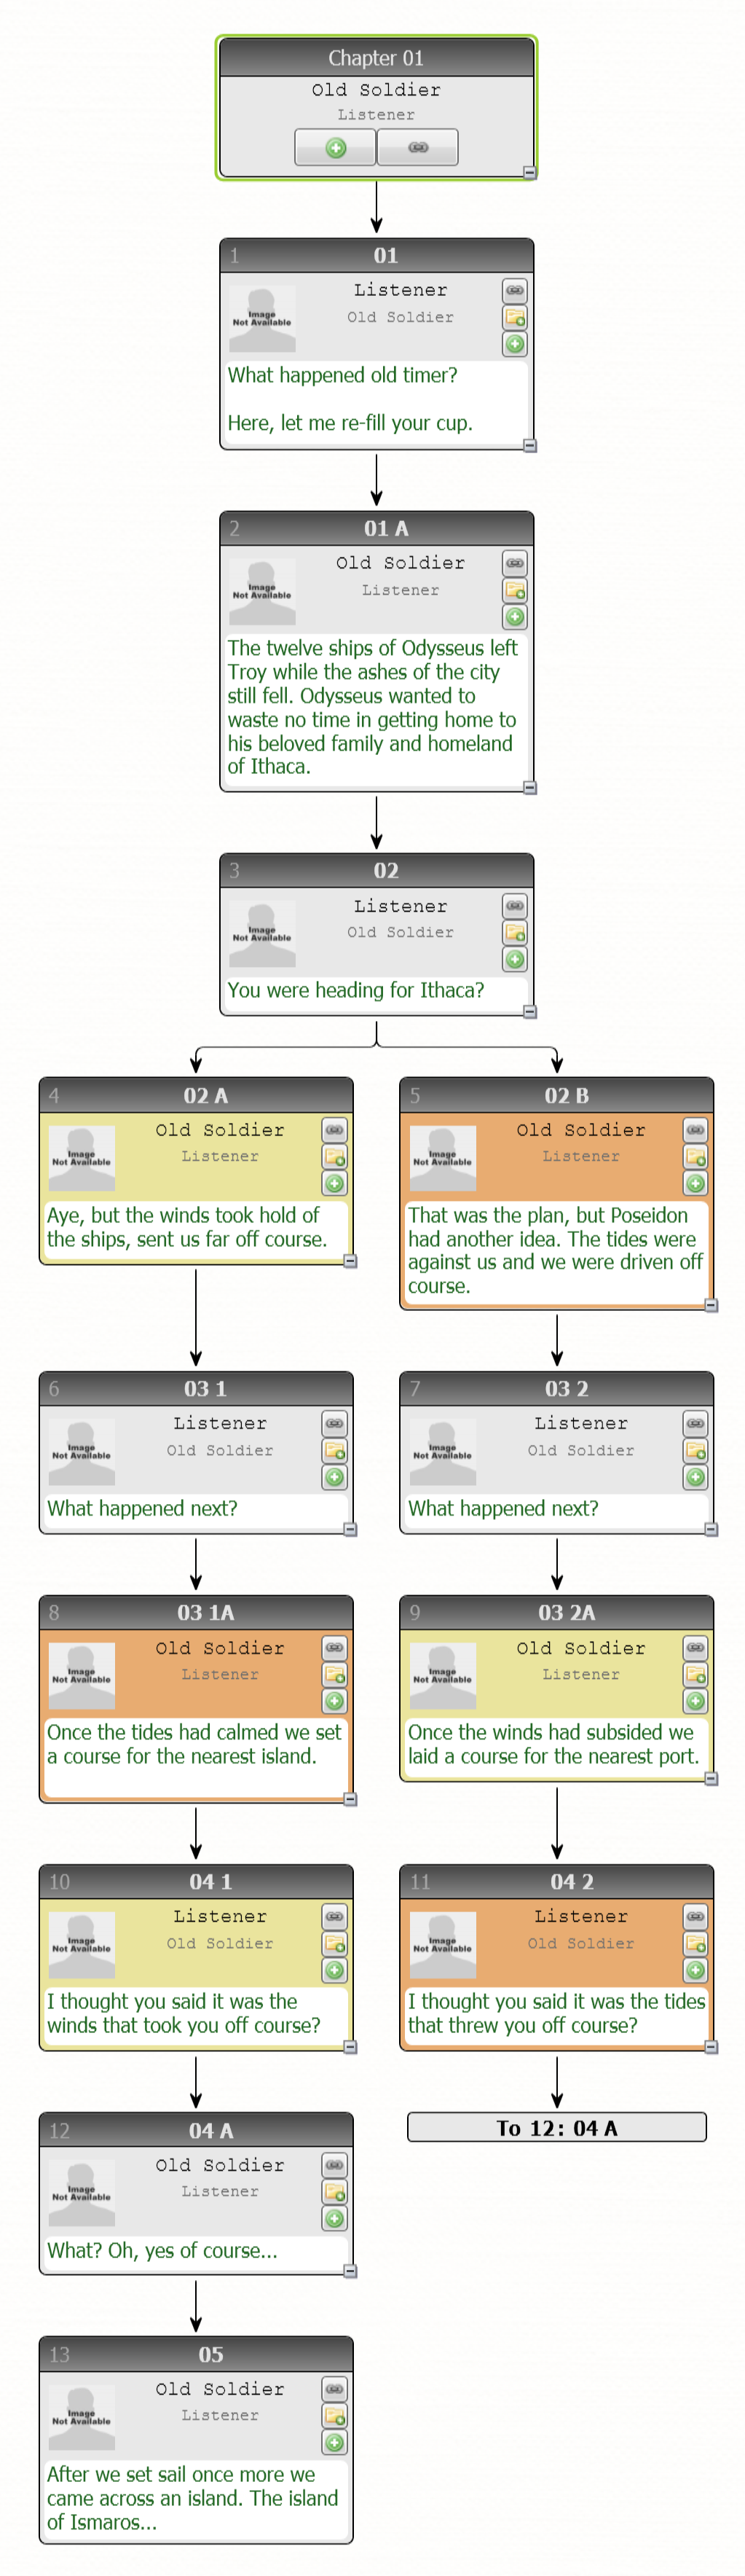 Chapter 01
Old Soldier
Listener
1
01
Image
Not Available
Listener
Old Soldier
What happened old timer?
Here, let me re-fill your cup.
2
01 A
Image
Not Available
Old Soldier
Listener
The twelve ships of Odysseus left
Troy while the ashes of the city
still fell. Odysseus wanted to
waste no time in getting home to
his beloved family and homeland
of Ithaca.
3
02
Image
Not Available
Listener
Old Soldier
You were heading for Ithaca?
4
02 A
Image
Not Available
Old Soldier
Listener
Aye, but the winds took hold of
the ships, sent us far off course.
5
02 B
Image
Not Available
Old Soldier
Listener
That was the plan, but Poseidon
had another idea. The tides were
against us and we were driven off
course.
6
03 1
Image
Not Available
Listener
Old Soldier
What happened next?
7
03 2
Image
Not Available
Listener
Old Soldier
What happened next?
8
03 1A
Image
Not Available
Old Soldier
Listener
Once the tides had calmed we set
a course for the nearest island.
9
03 2A
Image
Not Available
Old Soldier
Listener
Once the winds had subsided we
laid a course for the nearest port.
10
04 1
Image
Not Available
Listener
Old Soldier
I thought you said it was the
winds that took you off course?
11
04 2
Image
Not Available
Listener
Old Soldier
I thought you said it was the tides
that threw you off course?
12
04 A
Image
Not Available
Old Soldier
Listener
What? Oh, yes of course...
To 12: 04 A
13
05
Image
Not Available
Old Soldier
Listener
After we set sail once more we
came across an island. The island
of Ismaros...